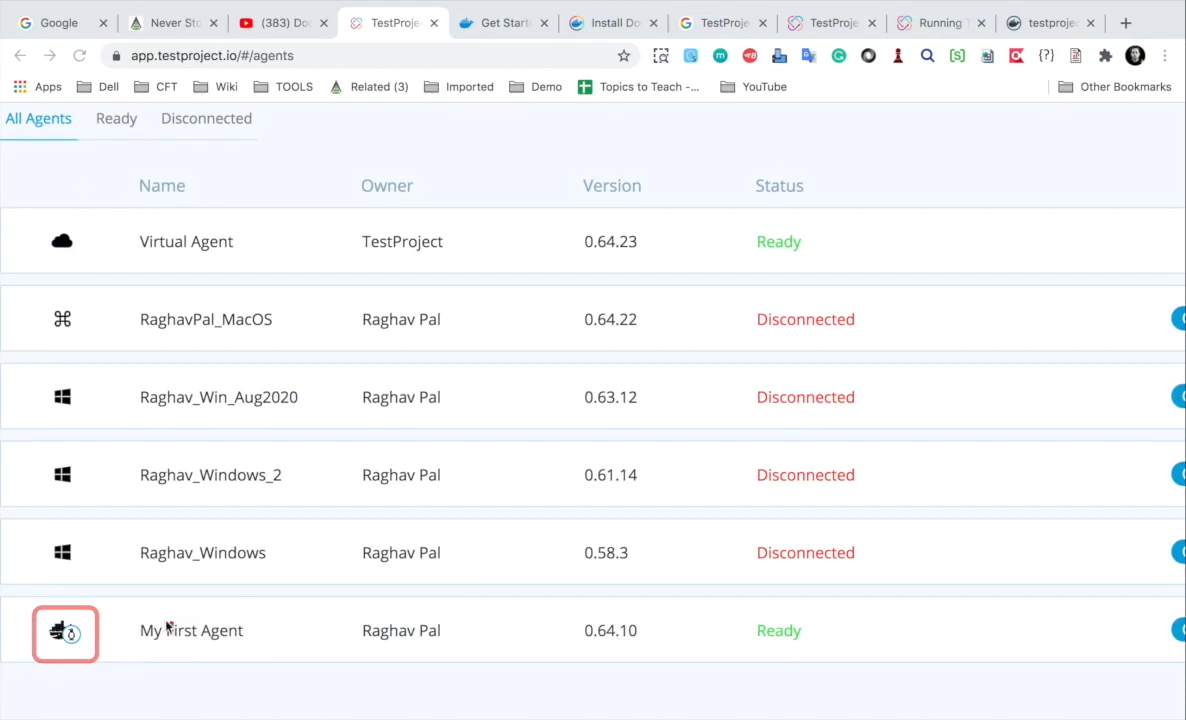 Google
Never Sto
(383) Do
TestProje
Get Starte
Install Do
TestProje
TestProje
Running T
testprojec
app.testproject.io/#/agents
Apps
Dell
CFT
Wiki
TOOLS
Related (3)
Imported
Demo
Topics to Teach -...
YouTube
Other Bookmarks
All Agents
Ready
Disconnected
Name Owner Version Status
Virtual Agent TestProject 0.64.23 Ready
RaghavPal_MacOS Raghav Pal 0.64.22 Disconnected
Raghav_Win_Aug2020 Raghav Pal 0.63.12 Disconnected
Raghav_Windows_2 Raghav Pal 0.61.14 Disconnected
Raghav_Windows Raghav Pal 0.58.3 Disconnected
My First Agent Raghav Pal 0.64.10 Ready